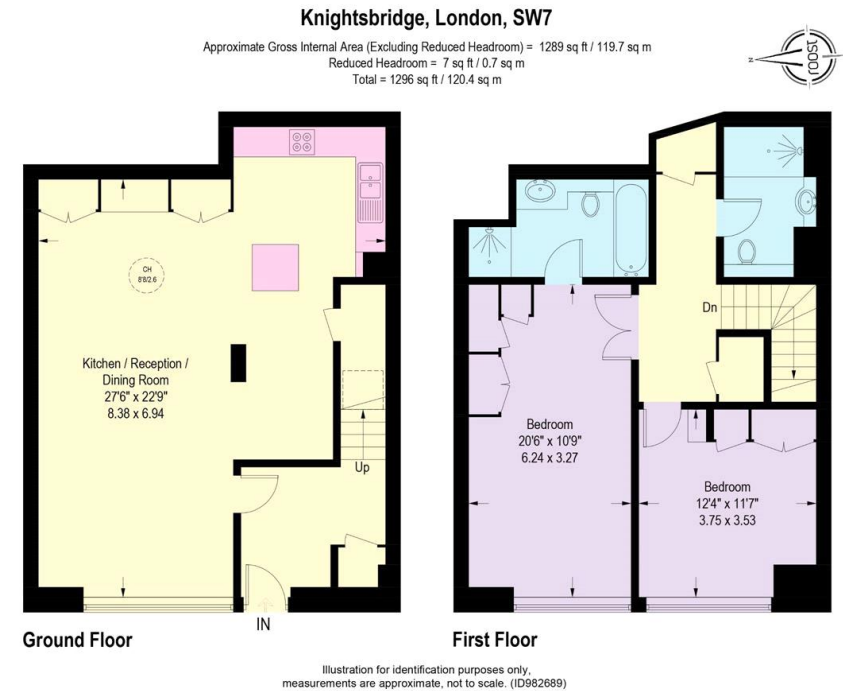 Knightsbridge, London, SW7
Approximate Gross Internal Area (Excluding Reduced Headroom) = 1289 sq ft / 119.7 sq m
Reduced Headroom = 7 sq ft / 0.7 sq m
Total = 1296 sq ft / 120.4 sq m
N
1500J
CH
8'8/2.6
Kitchen / Reception /
Dining Room
27'6" x 22'9"
8.38 x 6.94
Up
IN
Dn
Bedroom
20'6" x 10'9"
6.24 x 3.27
Bedroom
12'4" x 11'7"
3.75 x 3.53
Ground Floor
First Floor
Illustration for identification purposes only,
measurements are approximate, not to scale. (ID982689)